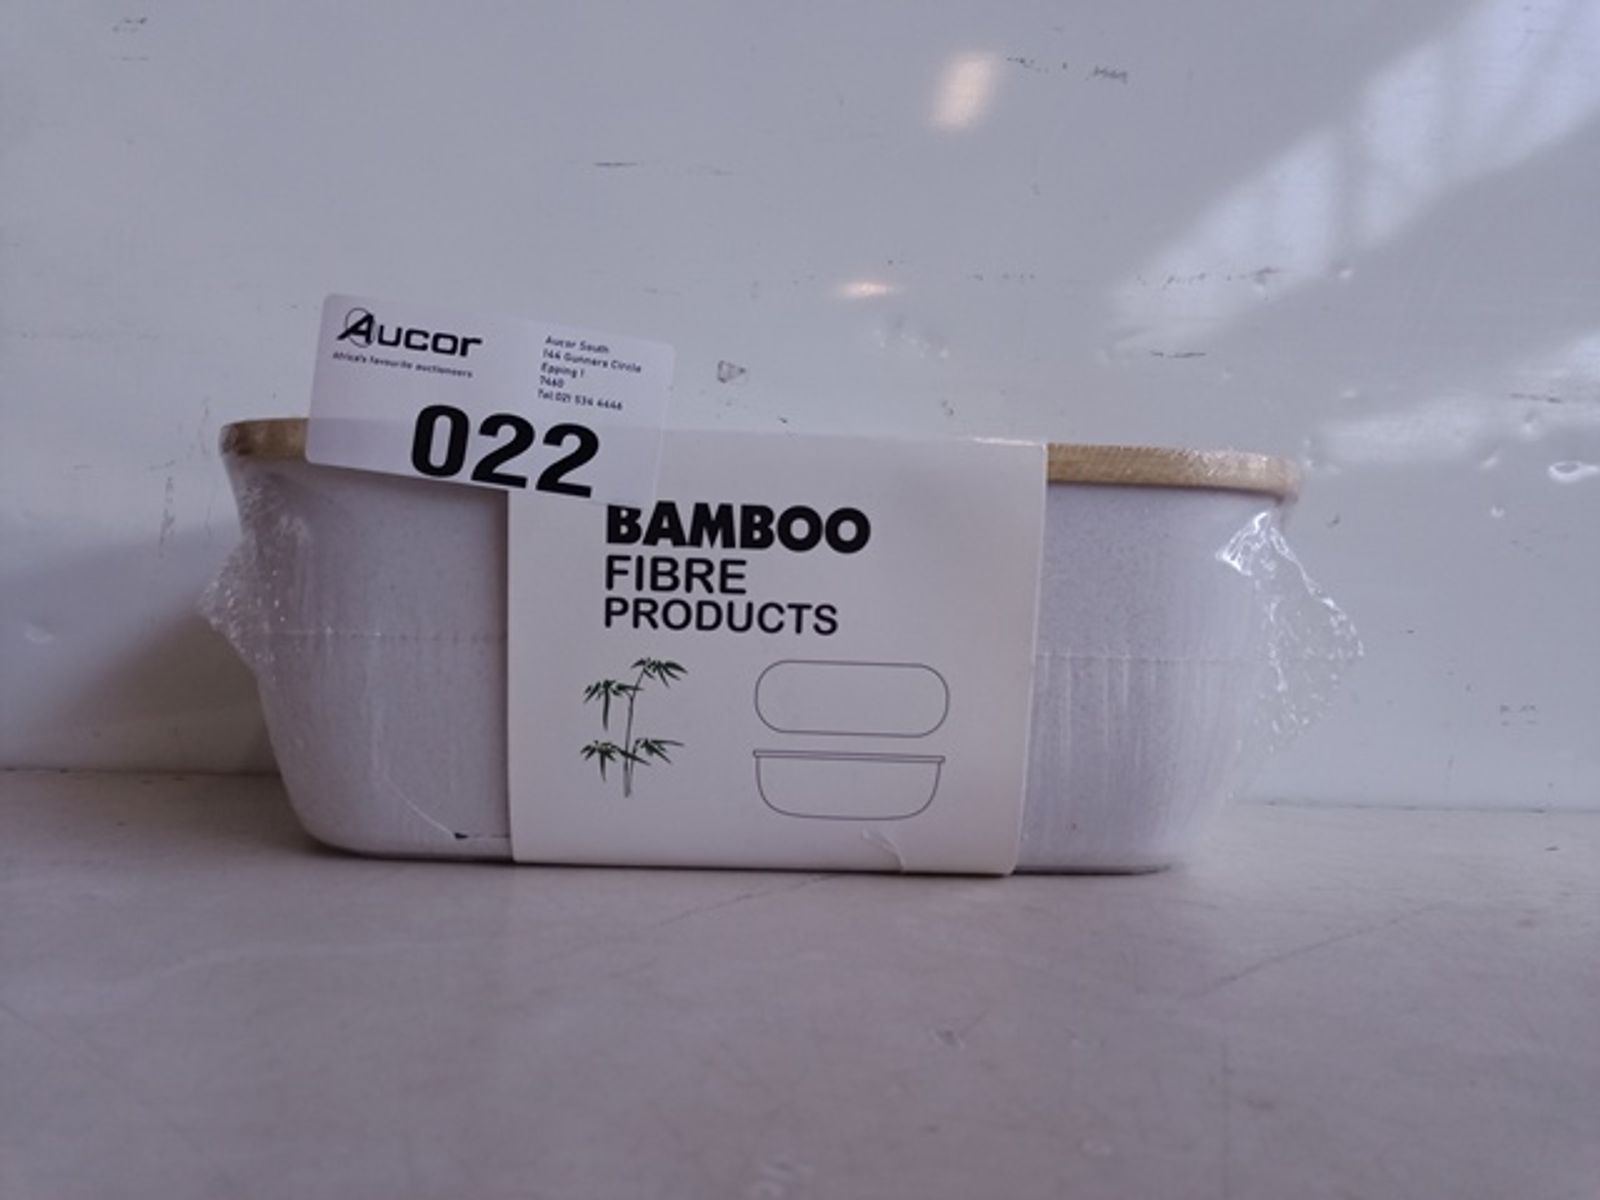 Aucor
Africa's favourite auctioneers
Aucor South
144 Gunners Circle
Epping 1
7460
Tel:021 534 4446
022
BAMBOO
FIBRE
PRODUCTS